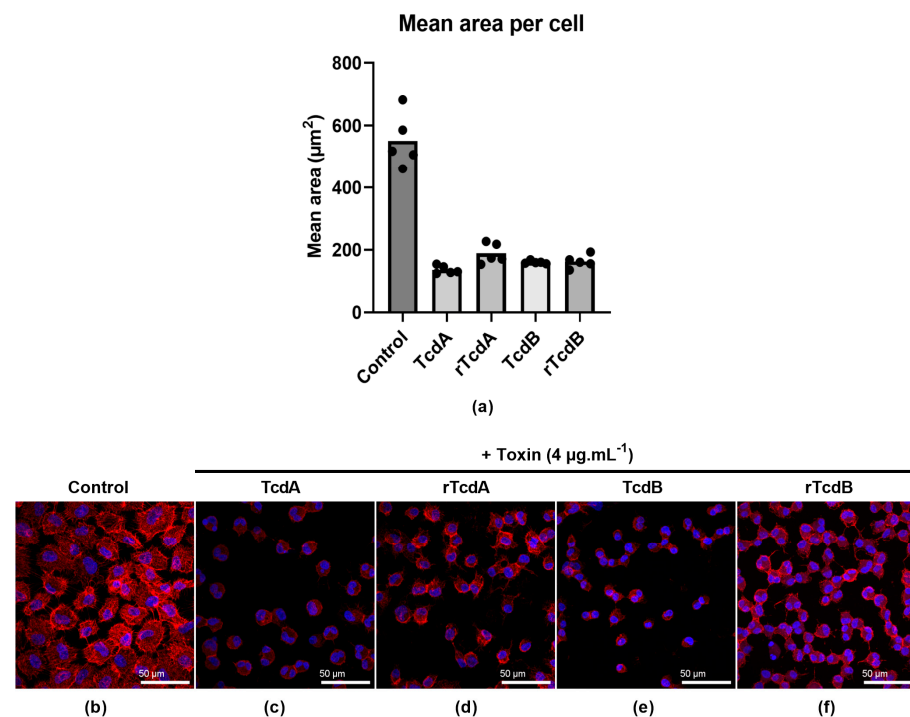 Mean area per cell
Mean area (µm²)
800
600
400
200
0
Control
TcdA
rTcdA
TcdB
rTcdB
(a)
+ Toxin (4 µg.mL⁻¹)
Control TcdA rTcdA TcdB rTcdB
50 µm 50 µm 50 µm 50 µm 50 µm
(b) (c) (d) (e) (f)